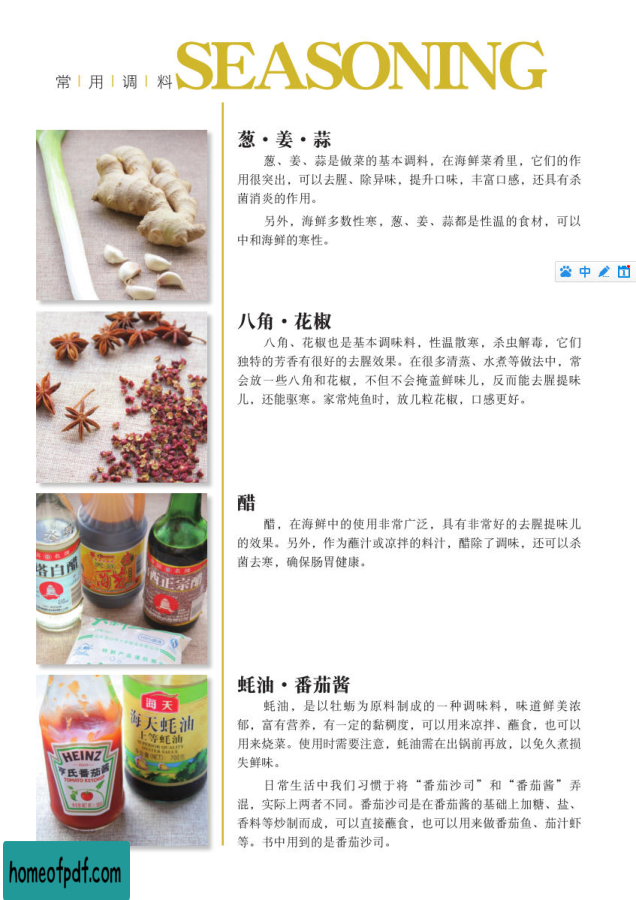 常用调料
SEASONING
葱·姜·蒜
葱、姜、蒜是做菜的基本调料，在海鲜菜肴里，它们的作
用很突出，可以去腥、除异味，提升口味，丰富口感，还具有杀
菌消炎的作用。
另外，海鲜多数性寒，葱、姜、蒜都是性温的食材，可以
中和海鲜的寒性。
中
八角·花椒
八角、花椒也是基本调味料，性温散寒，杀虫解毒，它们
独特的芳香有很好的去腥效果。在很多清蒸、水煮等做法中，常
会放一些八角和花椒，不但不会掩盖鲜味儿，反而能去腥提味
儿，还能驱寒。家常炖鱼时，放几粒花椒，口感更好。
醋
醋，在海鲜中的使用非常广泛，具有非常好的去腥提味儿
的效果。另外，作为蘸汁或凉拌的料汁，醋除了调味，还可以杀
菌去寒，确保肠胃健康。
塔白醋
蚝油·番茄酱
蚝油，是以牡蛎为原料制成的一种调味料，味道鲜美浓
郁，富有营养，有一定的黏稠度，可以用来凉拌、蘸食，也可以
用来烧菜。使用时需要注意，蚝油需在出锅前再放，以免久煮损
失鲜味。
日常生活中我们习惯于将“番茄沙司”和“番茄酱”弄
混，实际上两者不同。番茄沙司是在番茄酱的基础上加糖、盐、
香料等炒制而成，可以直接蘸食，也可以用来做番茄鱼、茄汁虾
等。书中用到的是番茄沙司。
海天
海天蚝油
上等蚝油
HEINZ
亨氏番茄酱
homeofpdf.com